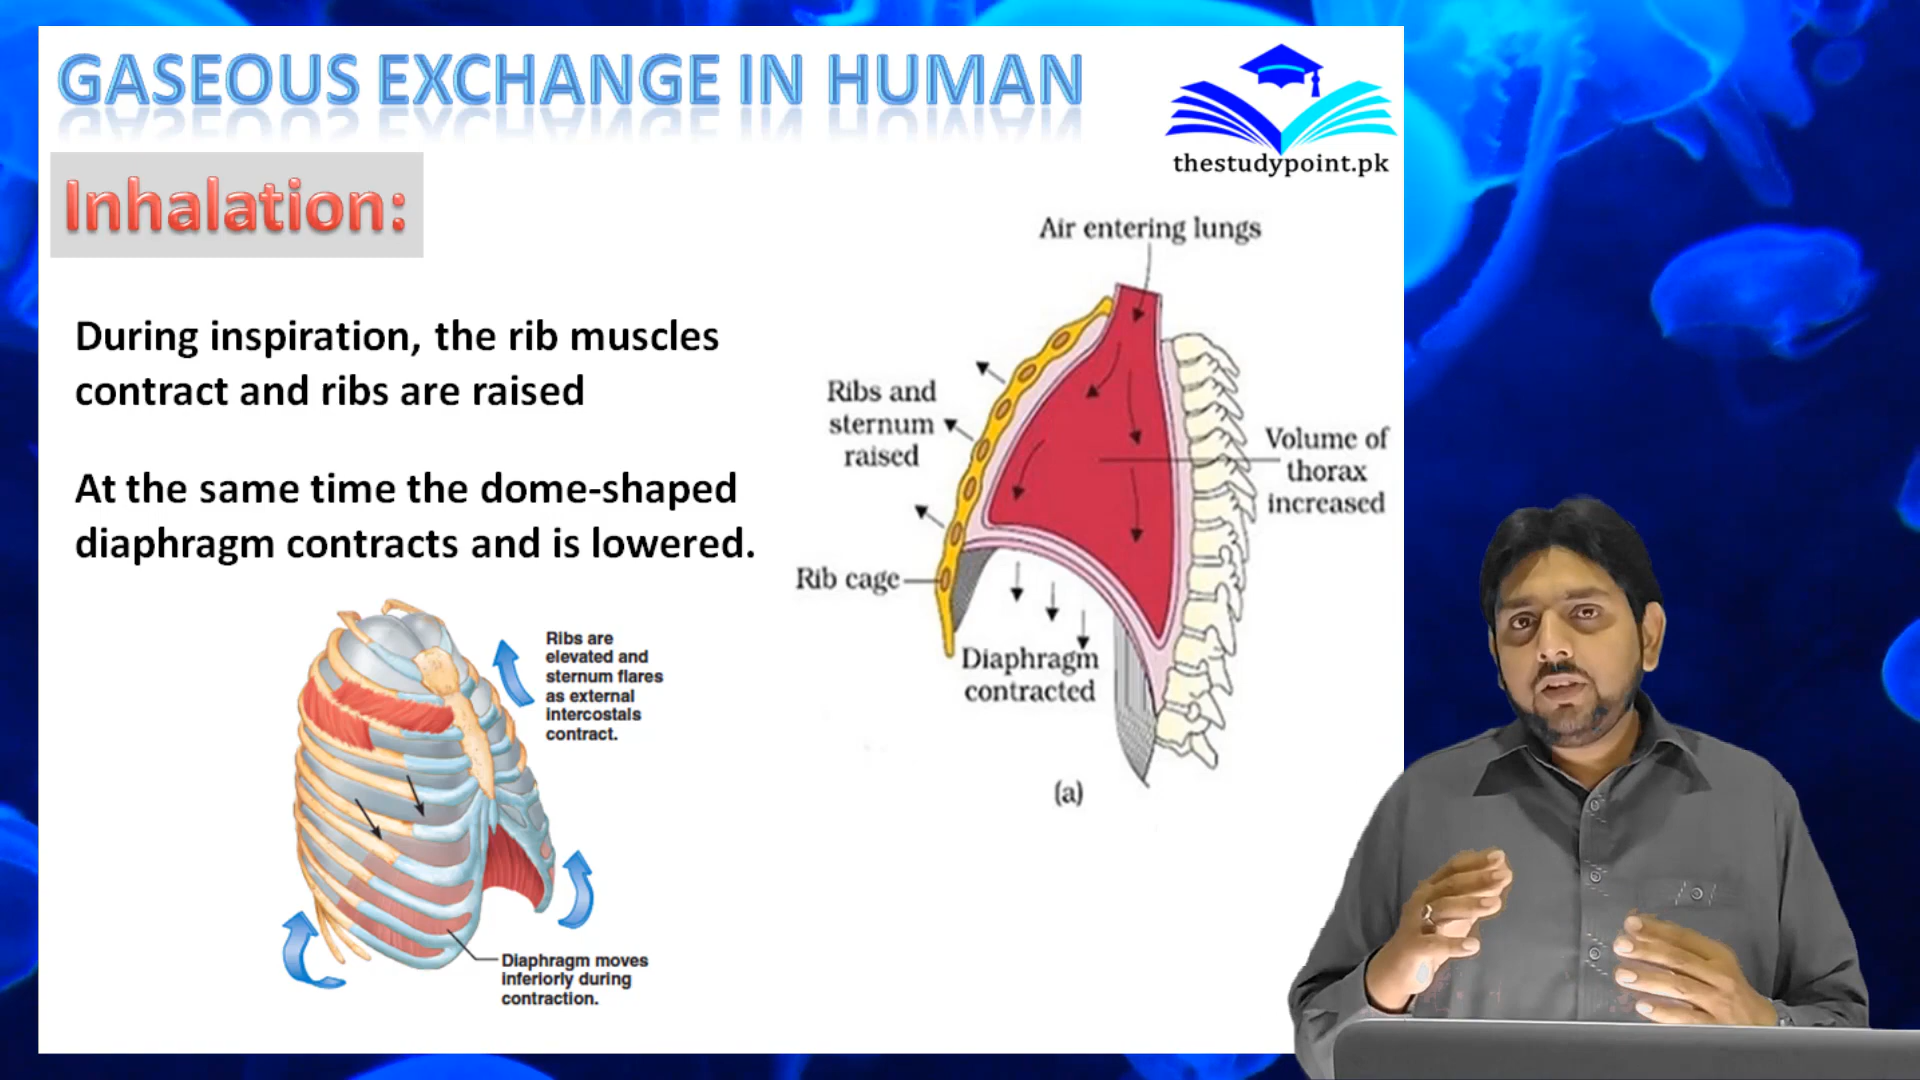 GASEOUS EXCHANGE IN HUMAN
thestudypoint.pk
Inhalation:
During inspiration, the rib muscles
contract and ribs are raised
At the same time the dome-shaped
diaphragm contracts and is lowered.
Air entering lungs
Ribs and
sternum
raised
Volume of
thorax
increased
Rib cage
Diaphragm
contracted
(a)
Ribs are
elevated and
sternum flares
as external
intercostals
contract.
Diaphragm moves
inferiorly during
contraction.